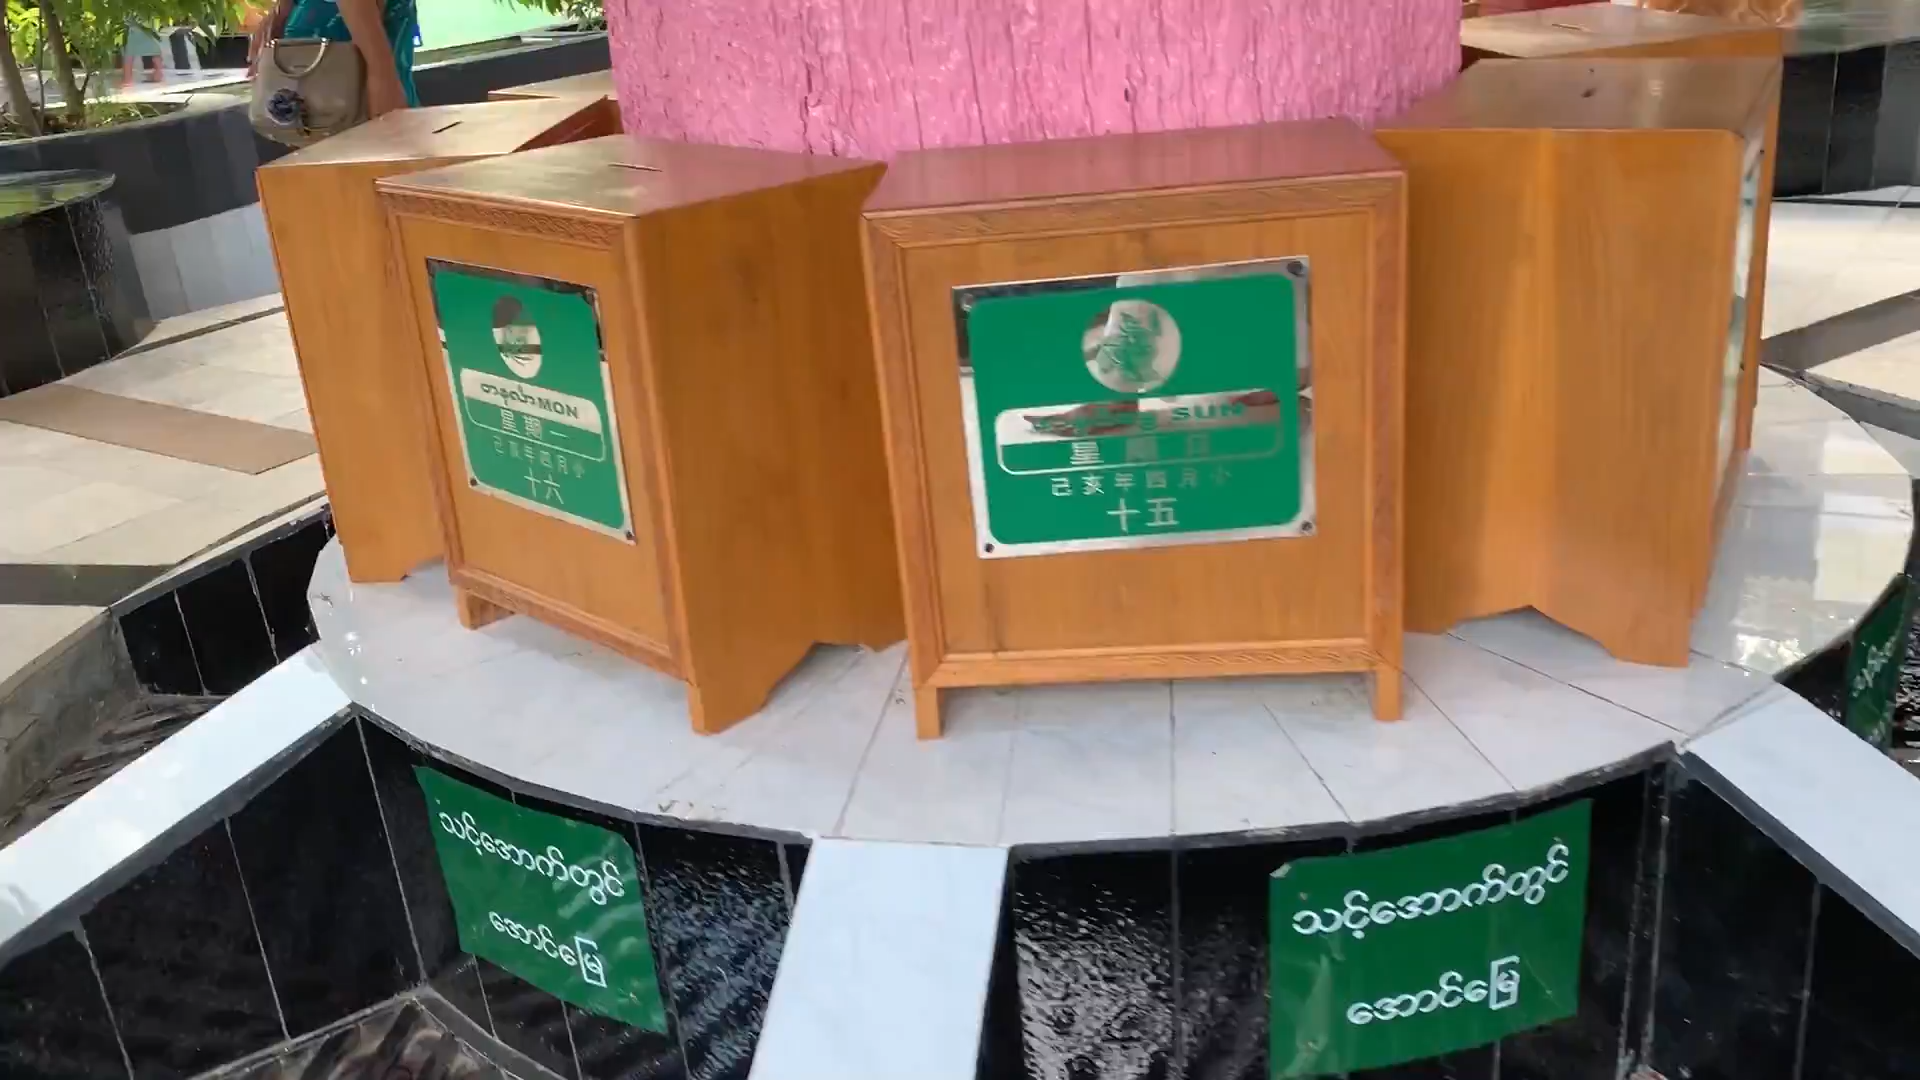 တနင်္လာ MON
星期一
己亥年四月小
十六
SUN
星期日
己亥年四月小
十五
သင့်အောက်တွင်
အောင်မြေ
သင့်အောက်တွင်
အောင်မြေ